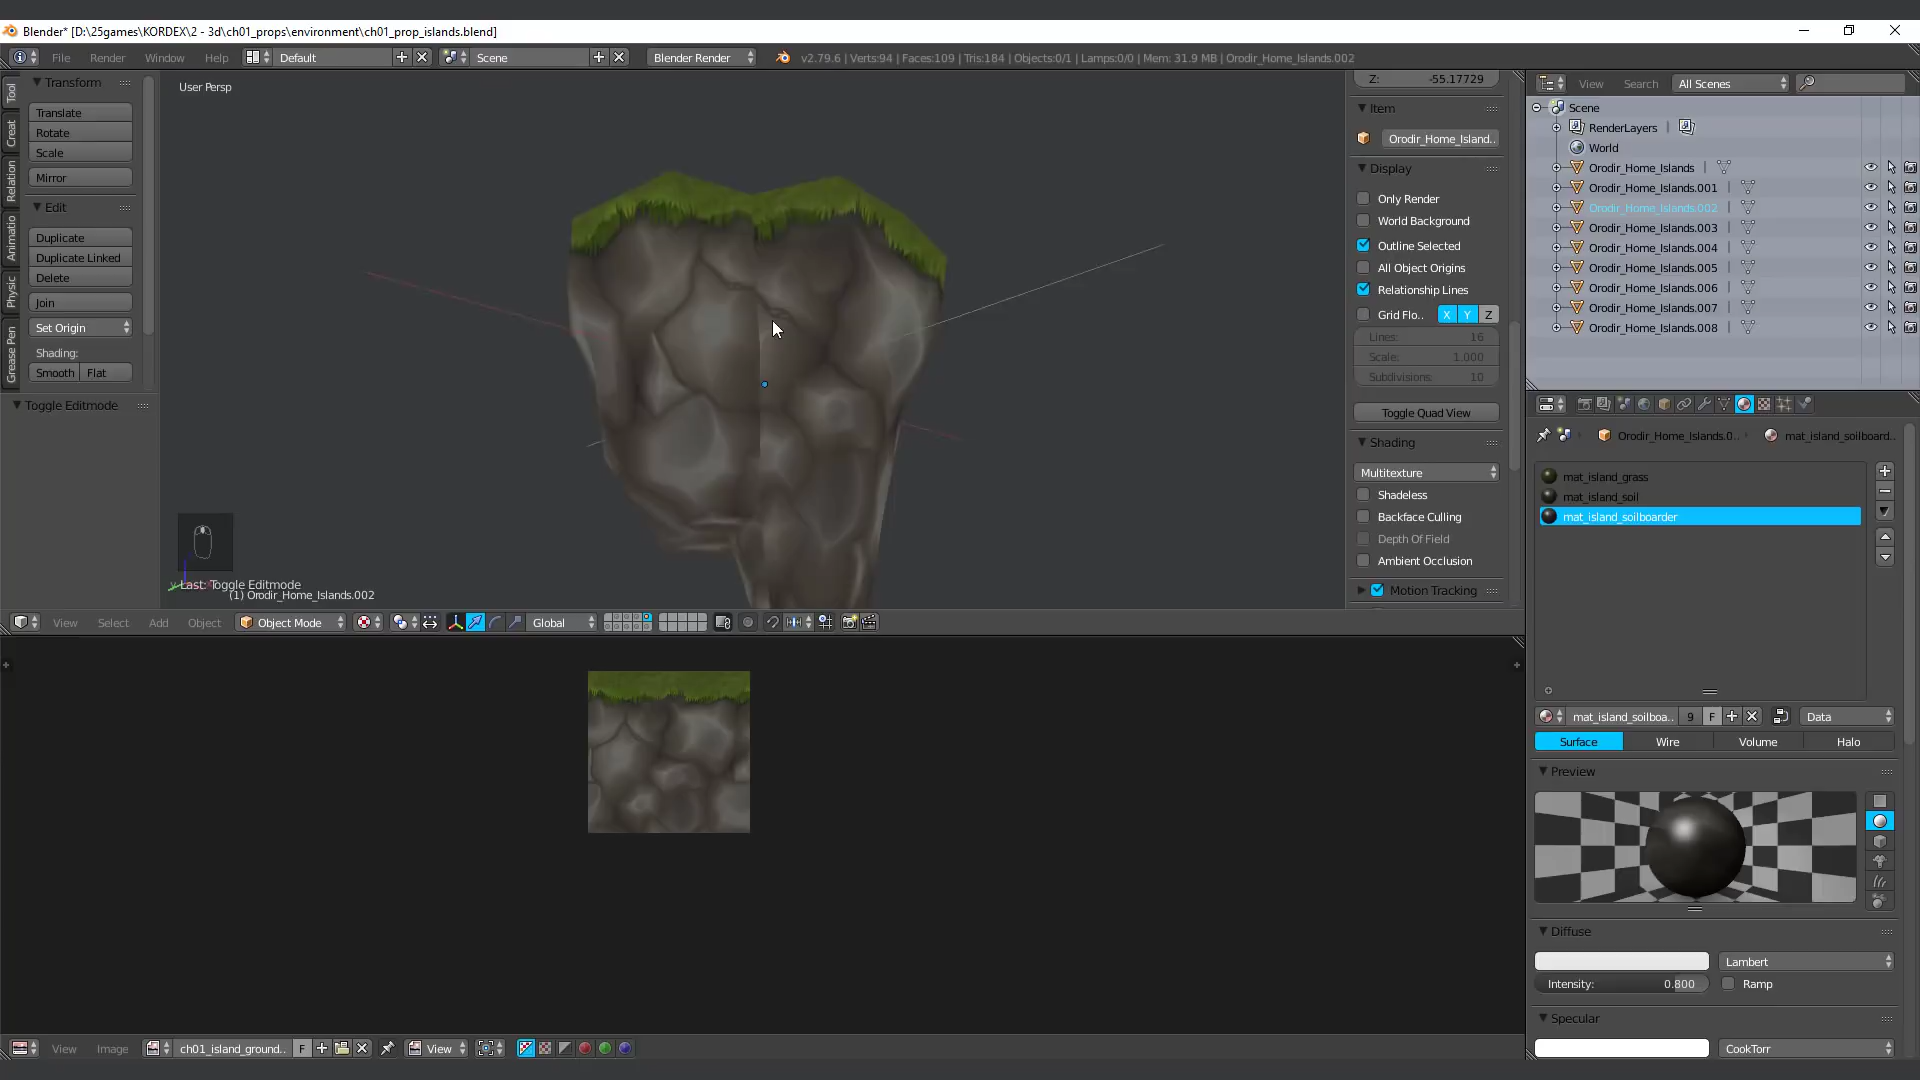 Blender* [D:\25games\KORDEX\2 - 3d\ch01_props\environment\ch01_prop_islands.blend]
File Render Window Help Default Scene Blender Render v2.79.6 | Verts:94 | Faces:109 | Tris:184 | Objects:0/1 | Lamps:0/0 | Mem: 31.9 MB | Orodir_Home_Islands.002
Tool
Creat
Relation
Animatio
Physic
Grease Pen
Transform
Translate
Rotate
Scale
Mirror
Edit
Duplicate
Duplicate Linked
Delete
Join
Set Origin
Shading:
Smooth Flat
Toggle Editmode
User Persp
Last: Toggle Editmode
(1) Orodir_Home_Islands.002
Z: -55.17729
Item
Orodir_Home_Island..
Display
Only Render
World Background
Outline Selected
All Object Origins
Relationship Lines
Grid Flo.. X Y Z
Lines: 16
Scale: 1.000
Subdivisions: 10
Toggle Quad View
Shading
Multitexture
Shadeless
Backface Culling
Depth Of Field
Ambient Occlusion
Motion Tracking
View Select Add Object Object Mode Global
View Image ch01_island_ground.. F View
View Search All Scenes
Scene
RenderLayers
World
Orodir_Home_Islands
Orodir_Home_Islands.001
Orodir_Home_Islands.002
Orodir_Home_Islands.003
Orodir_Home_Islands.004
Orodir_Home_Islands.005
Orodir_Home_Islands.006
Orodir_Home_Islands.007
Orodir_Home_Islands.008
Orodir_Home_Islands.0.. mat_island_soilboard..
mat_island_grass
mat_island_soil
mat_island_soilboarder
mat_island_soilboa.. 9 F Data
Surface Wire Volume Halo
Preview
Diffuse
Lambert
Intensity: 0.800 Ramp
Specular
CookTorr